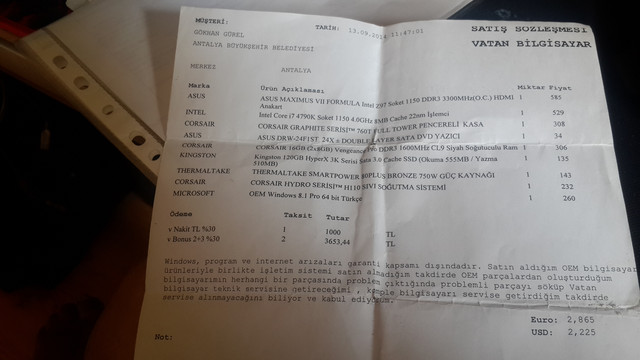 MÜŞTERİ:
TARİH: 13.09.2014 11:47:01
SATIŞ SÖZLEŞMESİ
GÖKHAN GÜREL
VATAN BİLGİSAYAR
ANTALYA BÜYÜKŞEHİR BELEDİYESİ
MERKEZ ANTALYA
Marka Ürün Açıklaması Miktar Fiyat
ASUS ASUS MAXIMUS VII FORMULA Intel Z97 Soket 1150 DDR3 3300MHz(O.C.) HDMI Anakart 1 585
INTEL Intel Core i7 4790K Soket 1150 4.0GHz 8MB Cache 22nm İşlemci 1 529
CORSAIR CORSAIR GRAPHITE SERİSİ™ 760T FULL TOWER PENCERELİ KASA 1 308
ASUS ASUS DRW-24F1ST 24X ± DOUBLE LAYER SATA DVD YAZICI 1 34
CORSAIR CORSAIR 16GB (2x8GB) Vengeance Pro DDR3 1600MHz CL9 Siyah Soğutuculu Ram 1 306
KINGSTON Kingston 120GB HyperX 3K Serisi Sata 3.0 Cache SSD (Okuma 555MB / Yazma 510MB) 1 135
THERMALTAKE THERMALTAKE SMARTPOWER 80PLUS BRONZE 750W GÜÇ KAYNAĞI 1 143
CORSAIR CORSAIR HYDRO SERİSİ™ H110 SIVI SOĞUTMA SİSTEMİ 1 232
MICROSOFT OEM Windows 8.1 Pro 64 bit Türkçe 1 260
Ödeme Taksit Tutar
v Nakit TL %30 1 1000 TL
v Bonus 2+3 %30 2 3653,44 TL
Windows, program ve internet arızaları garanti kapsamı dışındadır. Satın aldığım OEM bilgisayar
ürünleriyle birlikte işletim sistemi satın almadığım takdirde OEM parçalardan oluşturduğum
bilgisayarımın herhangi bir parçasından problem çıktığında problemli parçayı söküp Vatan
bilgisayar teknik servisine getireceğimi , komple bilgisayarı servise getirdiğim takdirde
servise alınmayacağını biliyor ve kabul ediyorum.
Euro: 2,865
USD: 2,225
Not: